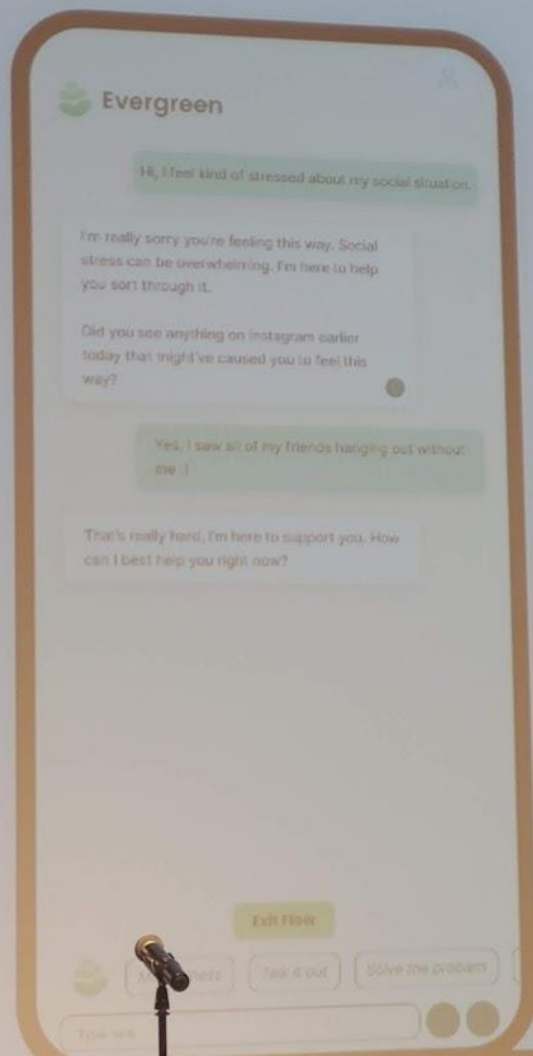 Evergreen
Hi, I feel kind of stressed about my social situation.
I'm really sorry you're feeling this way. Social
stress can be overwhelming. I'm here to help
you sort through it.
Did you see anything on instagram earlier
today that might've caused you to feel this
way?
Yes, I saw all of my friends hanging out without
me :(
That's really hard, I'm here to support you. How
can I best help you right now?
Exit Flow
Talk it out
Solve the problem